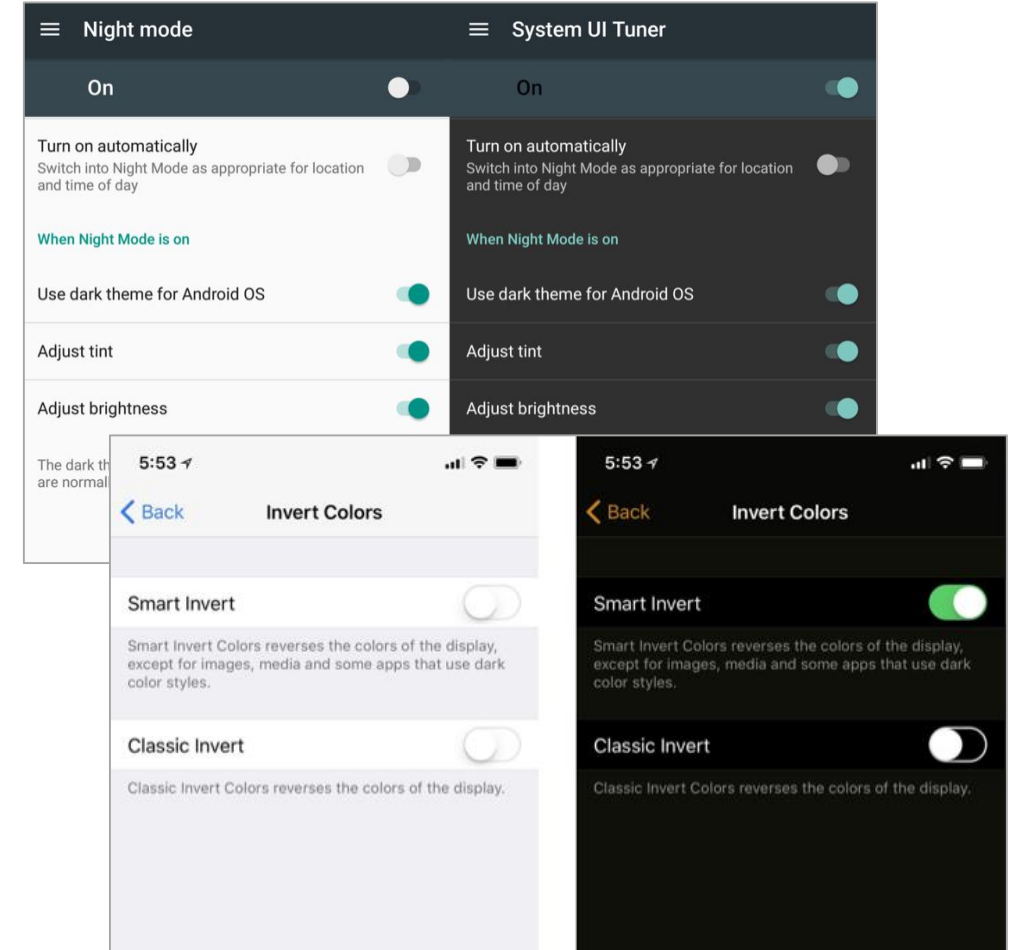 Night mode
On
Turn on automatically
Switch into Night Mode as appropriate for location
and time of day
When Night Mode is on
Use dark theme for Android OS
Adjust tint
Adjust brightness
The dark th
are normal
System UI Tuner
On
Turn on automatically
Switch into Night Mode as appropriate for location
and time of day
When Night Mode is on
Use dark theme for Android OS
Adjust tint
Adjust brightness
5:53
Back
Invert Colors
Smart Invert
Smart Invert Colors reverses the colors of the display,
except for images, media and some apps that use dark
color styles.
Classic Invert
Classic Invert Colors reverses the colors of the display.
5:53
Back
Invert Colors
Smart Invert
Smart Invert Colors reverses the colors of the display,
except for images, media and some apps that use dark
color styles.
Classic Invert
Classic Invert Colors reverses the colors of the display.